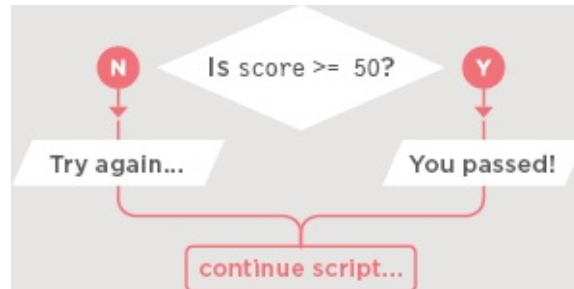 Is score >= 50?
N
Y
Try again...
You passed!
continue script...